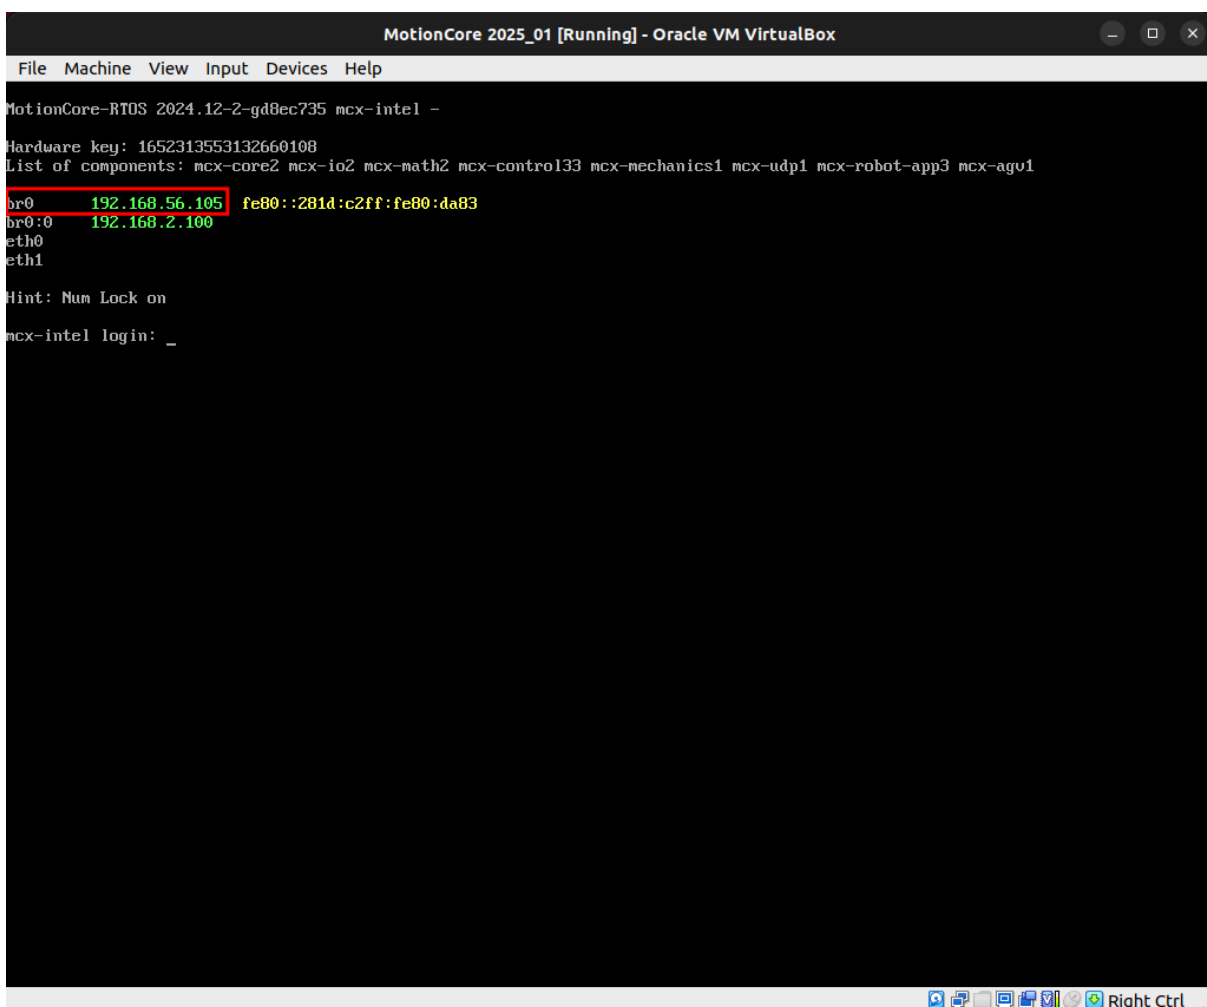 MotionCore 2025_01 [Running] - Oracle VM VirtualBox
File Machine View Input Devices Help
MotionCore-RTOS 2024.12-2-gd8ec735 mcx-intel -
Hardware key: 1652313553132660108
List of components: mcx-core2 mcx-io2 mcx-math2 mcx-control33 mcx-mechanics1 mcx-udp1 mcx-robot-app3 mcx-agv1
br0 192.168.56.105 fe80::281d:c2ff:fe80:da83
br0:0 192.168.2.100
eth0
eth1
Hint: Num Lock on
mcx-intel login: _
Right Ctrl